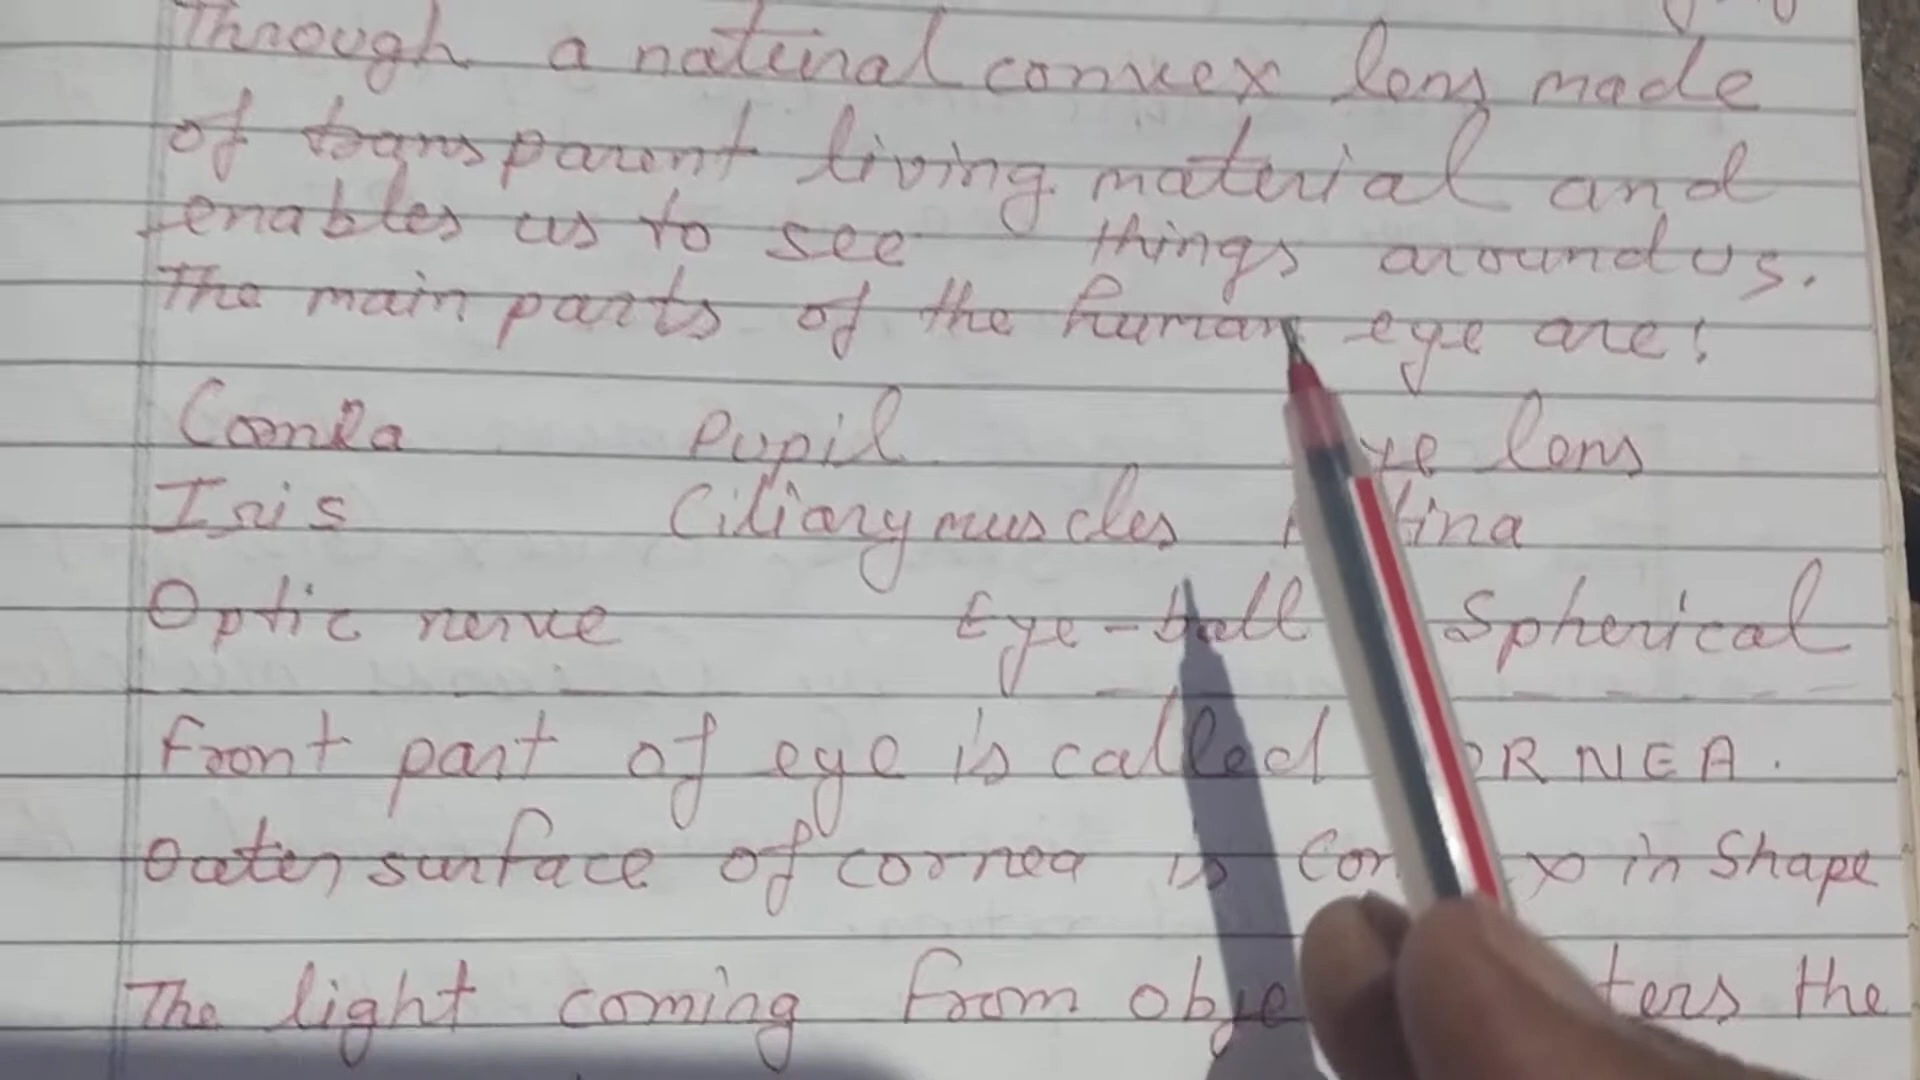 Through a natural convex lens made
of transparent living material and
enables us to see things around us.
The main parts of the human eye are:
Pupil lens
Iris Ciliary muscles
Optic nerve Eye-ball Spherical
Front part of eye is called
Outer surface of cornea is in Shape
The light coming from the